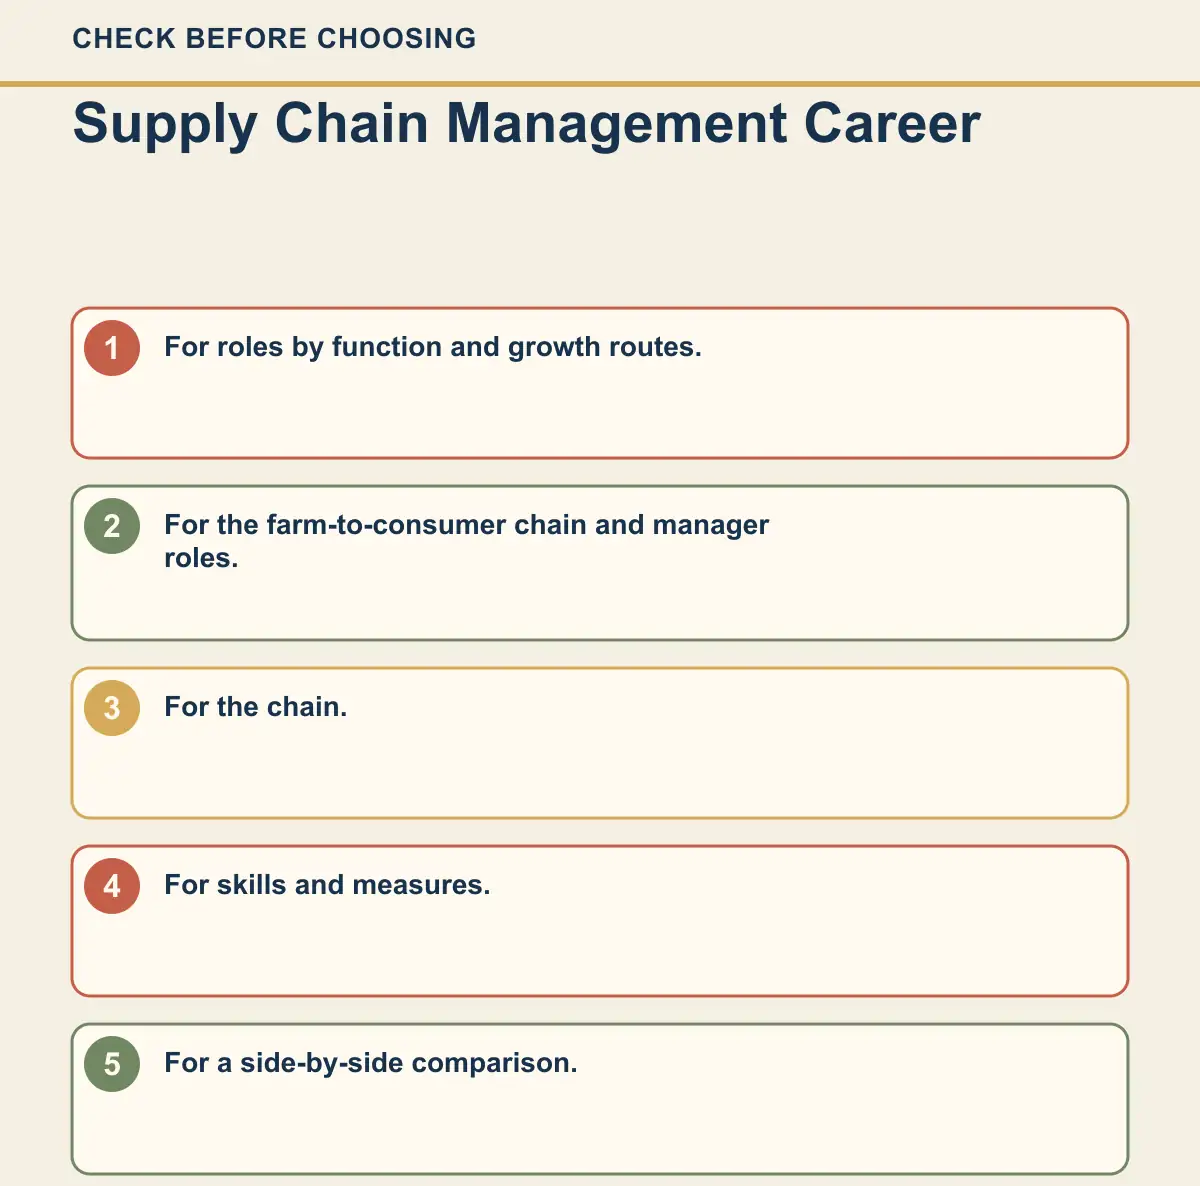 CHECK BEFORE CHOOSING
Supply Chain Management Career
1
For roles by function and growth routes.
2
For the farm-to-consumer chain and manager
roles.
3
For the chain.
4
For skills and measures.
5
For a side-by-side comparison.